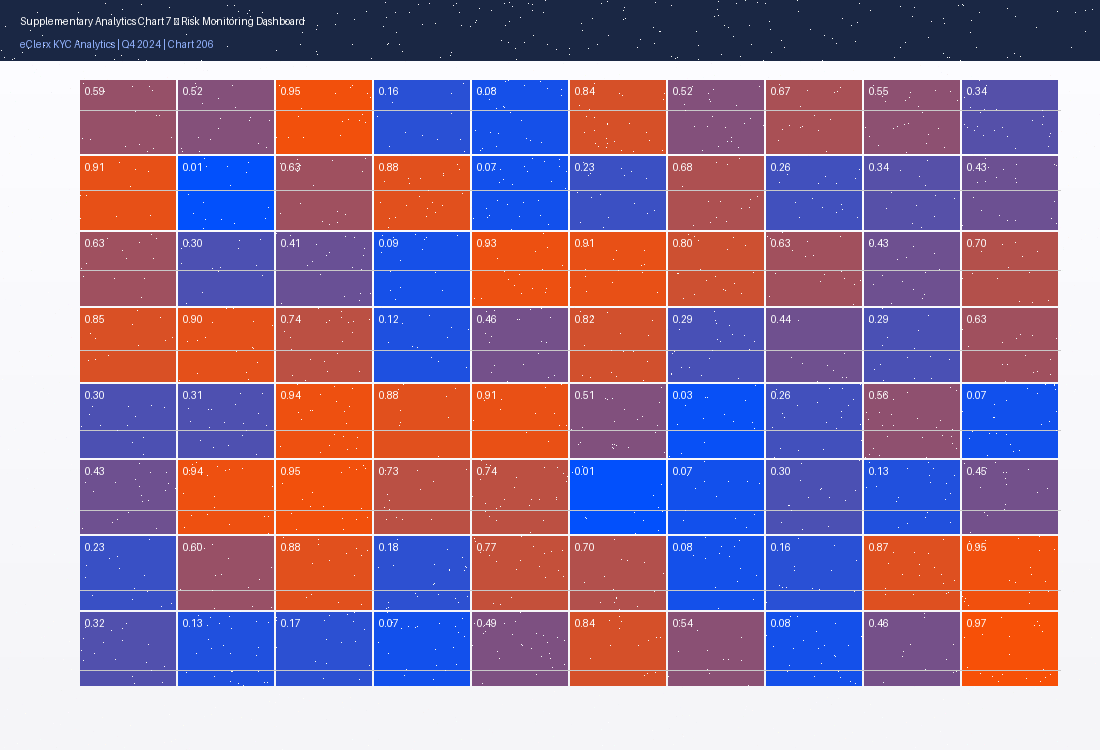 Supplementary Analytics Chart 7 Risk Monitoring Dashboard
eClerx KYC Analytics | Q4 2024 | Chart 206
0.59 0.52 0.95 0.16 0.08 0.84 0.52 0.67 0.55 0.34
0.91 0.01 0.63 0.88 0.07 0.23 0.68 0.26 0.34 0.43
0.63 0.30 0.41 0.09 0.93 0.91 0.80 0.63 0.43 0.70
0.85 0.90 0.74 0.12 0.46 0.82 0.29 0.44 0.29 0.63
0.30 0.31 0.94 0.88 0.91 0.51 0.03 0.26 0.56 0.07
0.43 0.94 0.95 0.73 0.74 0.01 0.07 0.30 0.13 0.45
0.23 0.60 0.88 0.18 0.77 0.70 0.08 0.16 0.87 0.95
0.32 0.13 0.17 0.07 0.49 0.84 0.54 0.08 0.46 0.97